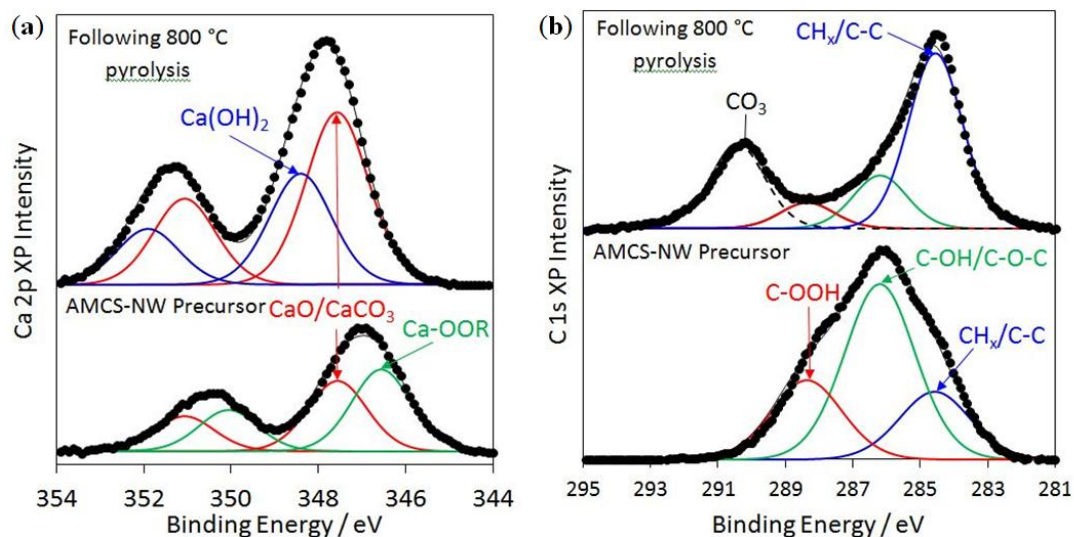 (a)
Following 800 °C
pyrolysis
Ca(OH)2
AMCS-NW Precursor
CaO/CaCO3
Ca-OOR
Ca 2p XP Intensity
354 352 350 348 346 344
Binding Energy / eV
(b)
Following 800 °C
pyrolysis
CHx/C-C
CO3
AMCS-NW Precursor
C-OH/C-O-C
C-OOH
CHx/C-C
C 1s XP Intensity
295 293 291 289 287 285 283 281
Binding Energy / eV